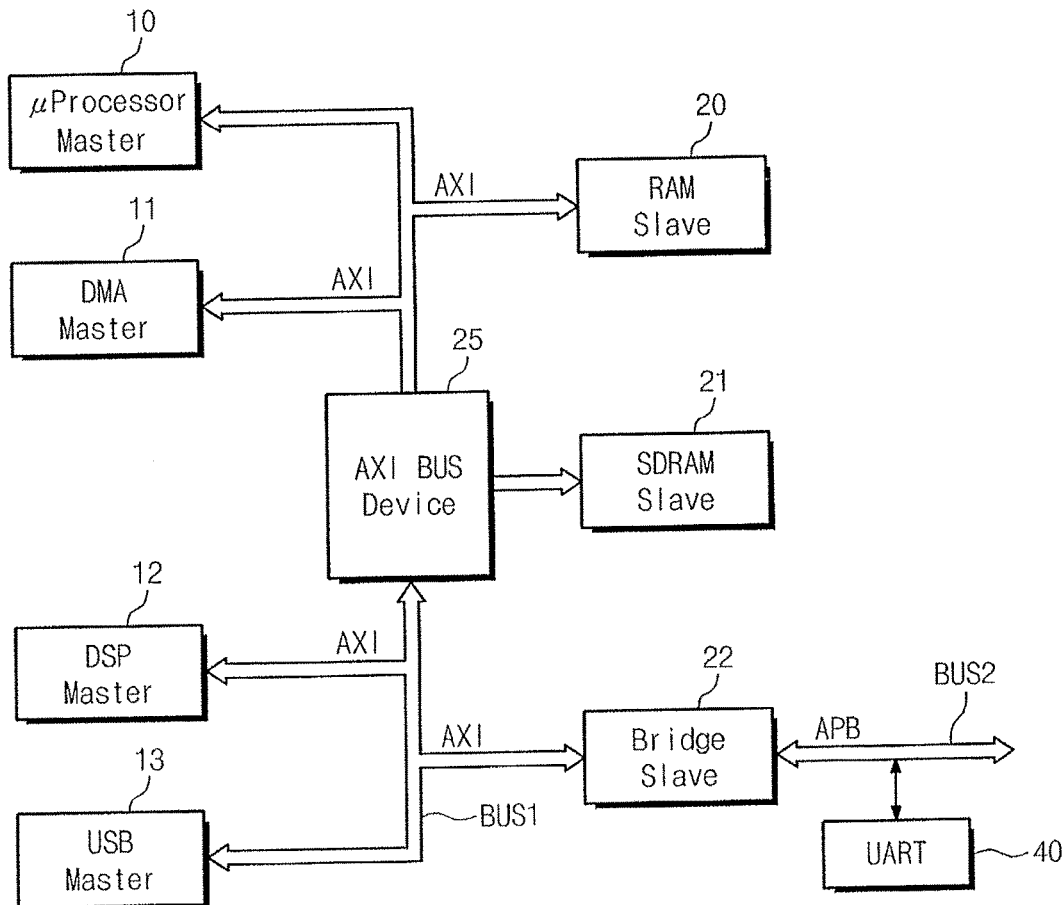 10
μProcessor
Master
20
AXI
RAM
Slave
11
AXI
DMA
Master
25
21
AXI BUS
Device
SDRAM
Slave
12
AXI
DSP
Master
22
BUS2
AXI
APB
Bridge
Slave
13
BUS1
USB
Master
UART
40